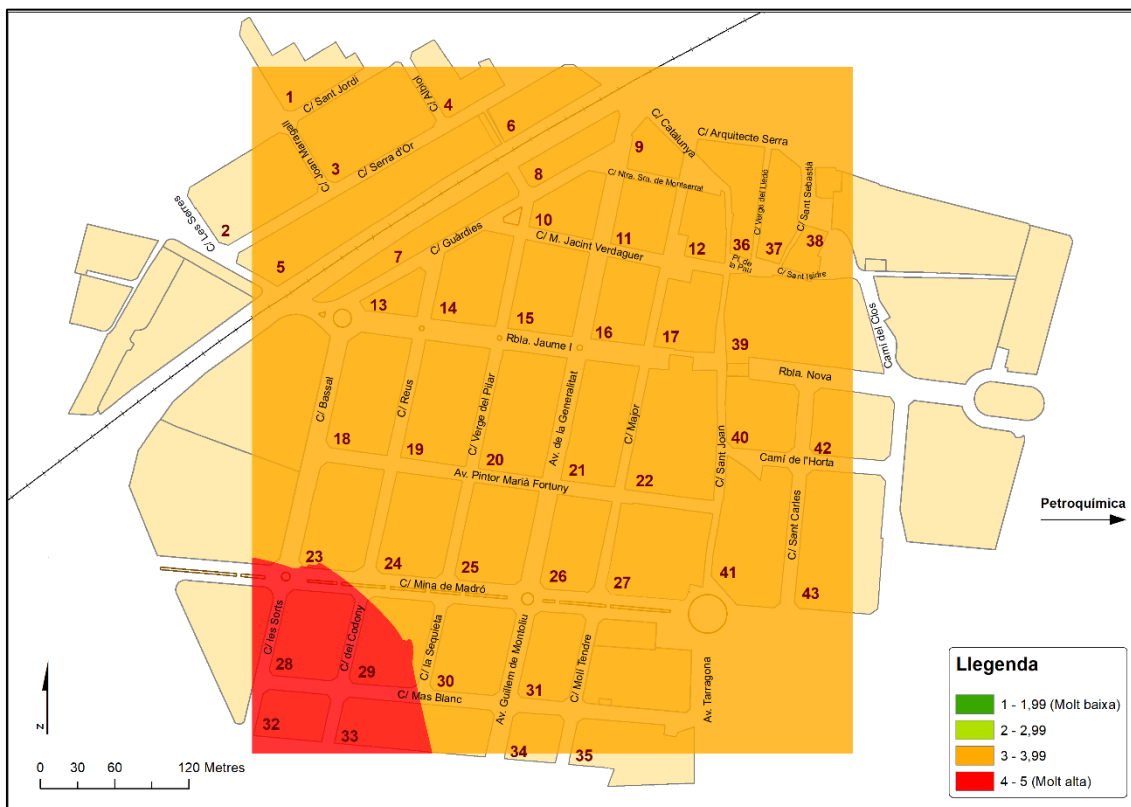 1
C/ Sant Jordi
C/ Albiol
4
6
C/ Joan Maragall
3
C/ Serra d'Or
C/ Les Serres
2
5
7
C/ Guàrdies
8
9
C/ Catalunya
C/ Arquitecte Serra
C/ Ntra. Sra. de Montserrat
C/ Verge del Lledó
C/ Sant Sebastià
10
C/ M. Jacint Verdaguer
11
12
36
Pl. de
la Pau
37
38
C/ Sant Isidre
Camí del Clos
13
14
15
16
17
39
Rbla. Jaume I
Rbla. Nova
C/ Bassal
C/ Reus
C/ Verge del Pilar
Av. de la Generalitat
C/ Major
C/ Sant Joan
18
19
20
21
22
40
42
Camí de l'Horta
Av. Pintor Marià Fortuny
Petroquímica
C/ Sant Carles
23
24
25
26
27
41
43
C/ Mina de Madró
C/ les Sorts
C/ del Codony
C/ la Sequieta
Av. Guillem de Montoliu
C/ Molí Tendre
Av. Tarragona
28
29
30
31
C/ Mas Blanc
32
33
34
35
N
0 30 60 120 Metres
Llegenda
1 - 1,99 (Molt baixa)
2 - 2,99
3 - 3,99
4 - 5 (Molt alta)